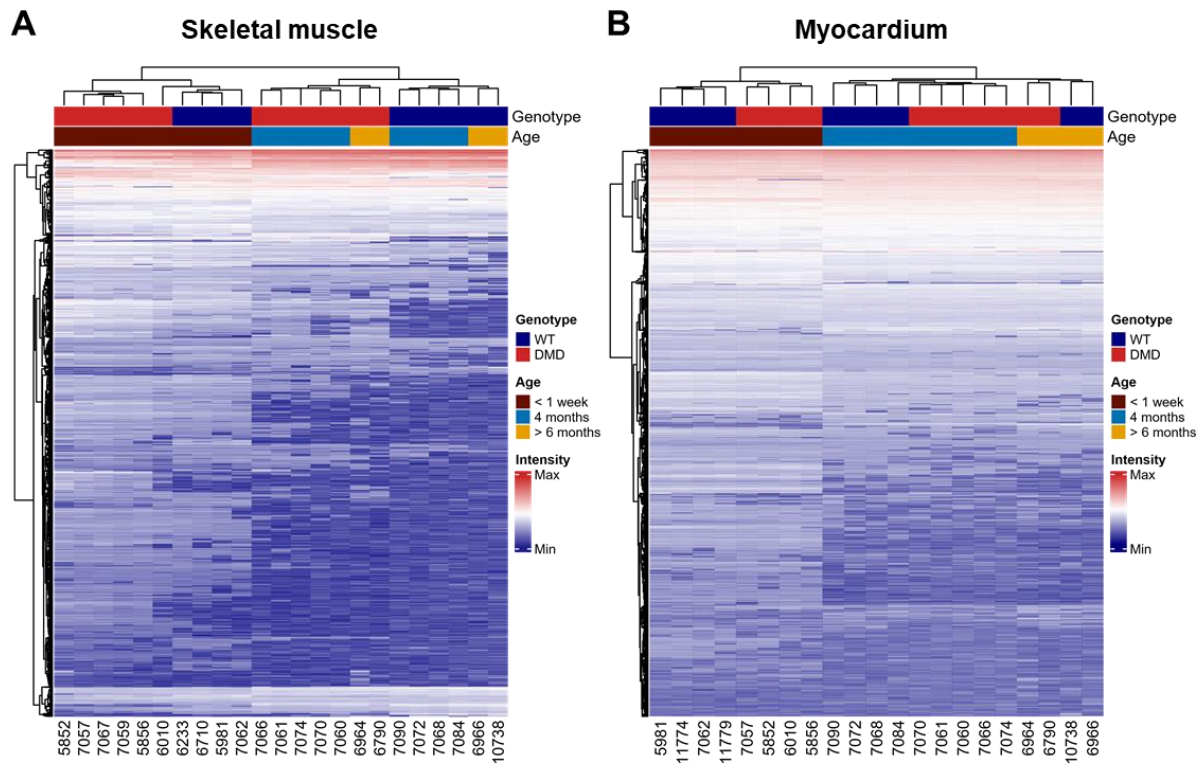 A
Skeletal muscle
Genotype
Age
Genotype
WT
DMD
Age
< 1 week
4 months
> 6 months
Intensity
Max
Min
5852
7057
7067
7059
5856
6010
6233
6710
5981
7062
7066
7061
7074
7070
7060
6964
6790
7090
7072
7068
7084
6966
10738
B
Myocardium
Genotype
Age
Genotype
WT
DMD
Age
< 1 week
4 months
> 6 months
Intensity
Max
Min
5981
11774
7062
11779
7057
5852
6010
5856
7090
7072
7068
7084
7070
7061
7060
7066
7074
6964
6790
10738
6966